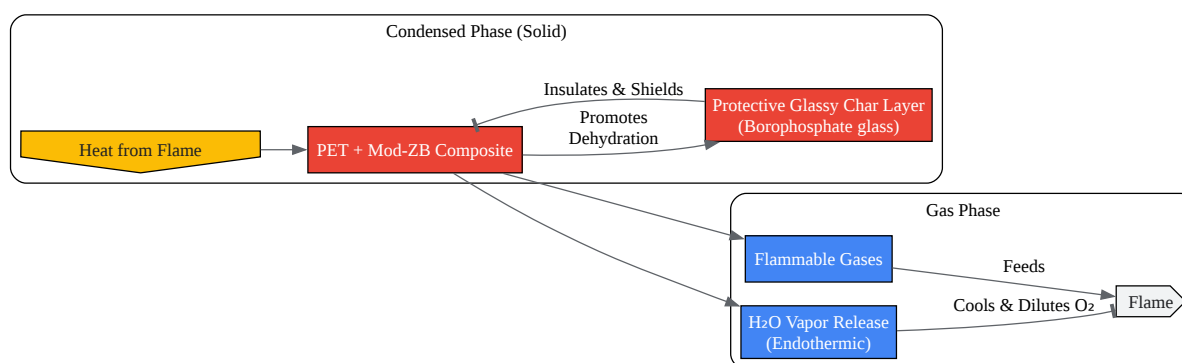 Condensed Phase (Solid)
Insulates & Shields
Protective Glassy Char Layer
(Borophosphate glass)
Promotes
Dehydration
Heat from Flame
PET + Mod-ZB Composite
Gas Phase
Flammable Gases
Feeds
Flame
Cools & Dilutes O₂
H₂O Vapor Release
(Endothermic)